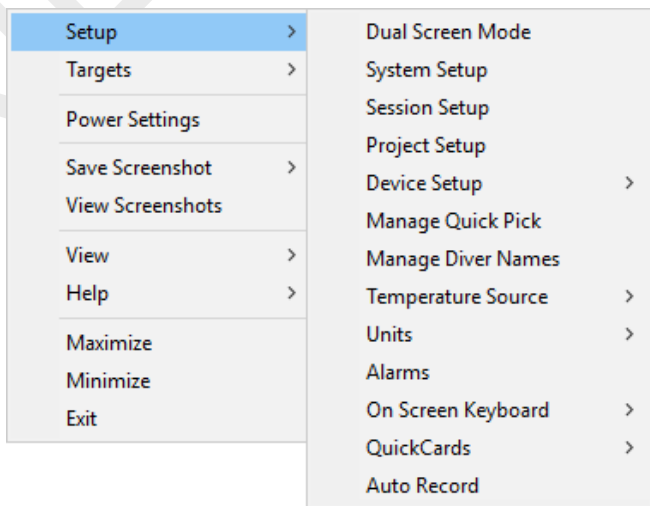 Setup
Targets
Power Settings
Save Screenshot
View Screenshots
View
Help
Maximize
Minimize
Exit
Dual Screen Mode
System Setup
Session Setup
Project Setup
Device Setup
Manage Quick Pick
Manage Diver Names
Temperature Source
Units
Alarms
On Screen Keyboard
QuickCards
Auto Record